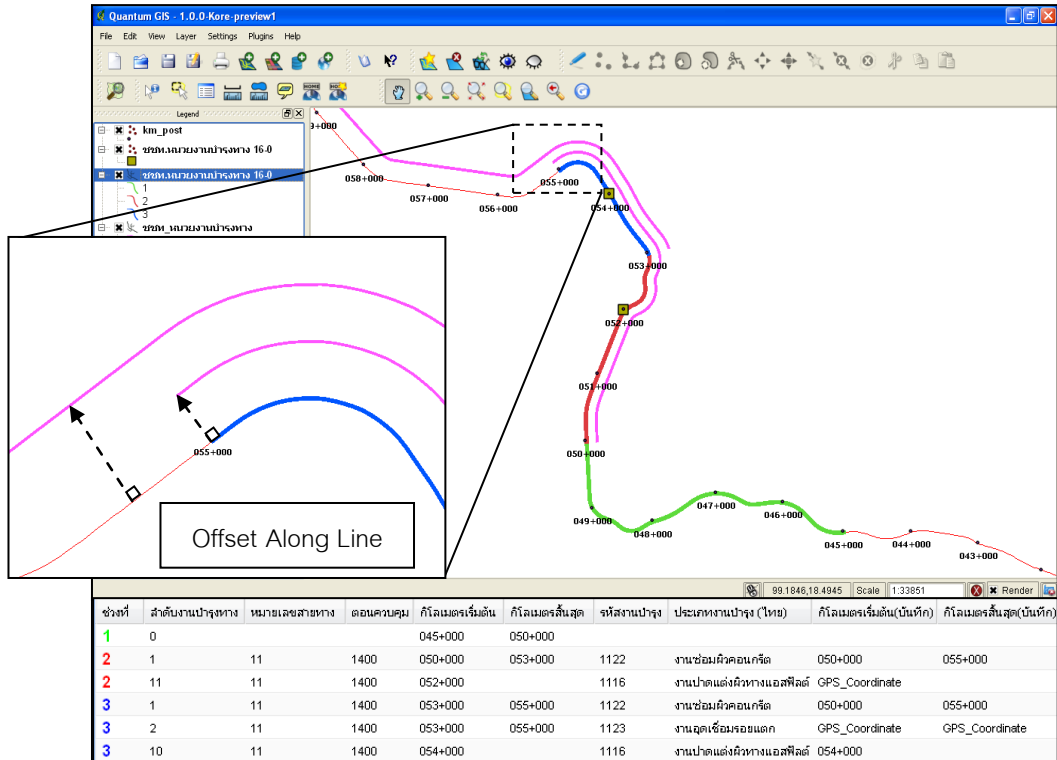 Quantum GIS - 1.0.0-Kore-preview1
File Edit View Layer Settings Plugins Help
Legend
km_post
ชชท.หน่วยงานบำรุงทาง 16-0
ชชท.หน่วยงานบำรุงทาง 16-0
1
2
3
ชชท_หน่วยงานบำรุงทาง
9+000
058+000
057+000
056+000
055+000
054+000
053+000
052+000
051+000
050+000
049+000
048+000
047+000
046+000
045+000
044+000
043+000
055+000
Offset Along Line
99.1846,18.4945 Scale 1:33851 Render
ช่วงที่ ลำดับงานบำรุงทาง หมายเลขสายทาง ตอนควบคุม กิโลเมตรเริ่มต้น กิโลเมตรสิ้นสุด รหัสงานบำรุง ประเภทงานบำรุง (ไทย) กิโลเมตรเริ่มต้น(บันทึก) กิโลเมตรสิ้นสุด(บันทึก)
1 0 045+000 050+000
2 1 11 1400 050+000 053+000 1122 งานซ่อมผิวคอนกรีต 050+000 055+000
2 11 11 1400 052+000 1116 งานปาดแต่งผิวทางแอสฟัลต์ GPS_Coordinate
3 1 11 1400 053+000 055+000 1122 งานซ่อมผิวคอนกรีต 050+000 055+000
3 2 11 1400 053+000 055+000 1123 งานอุดเชื่อมรอยแตก GPS_Coordinate GPS_Coordinate
3 10 11 1400 054+000 1116 งานปาดแต่งผิวทางแอสฟัลต์ 054+000